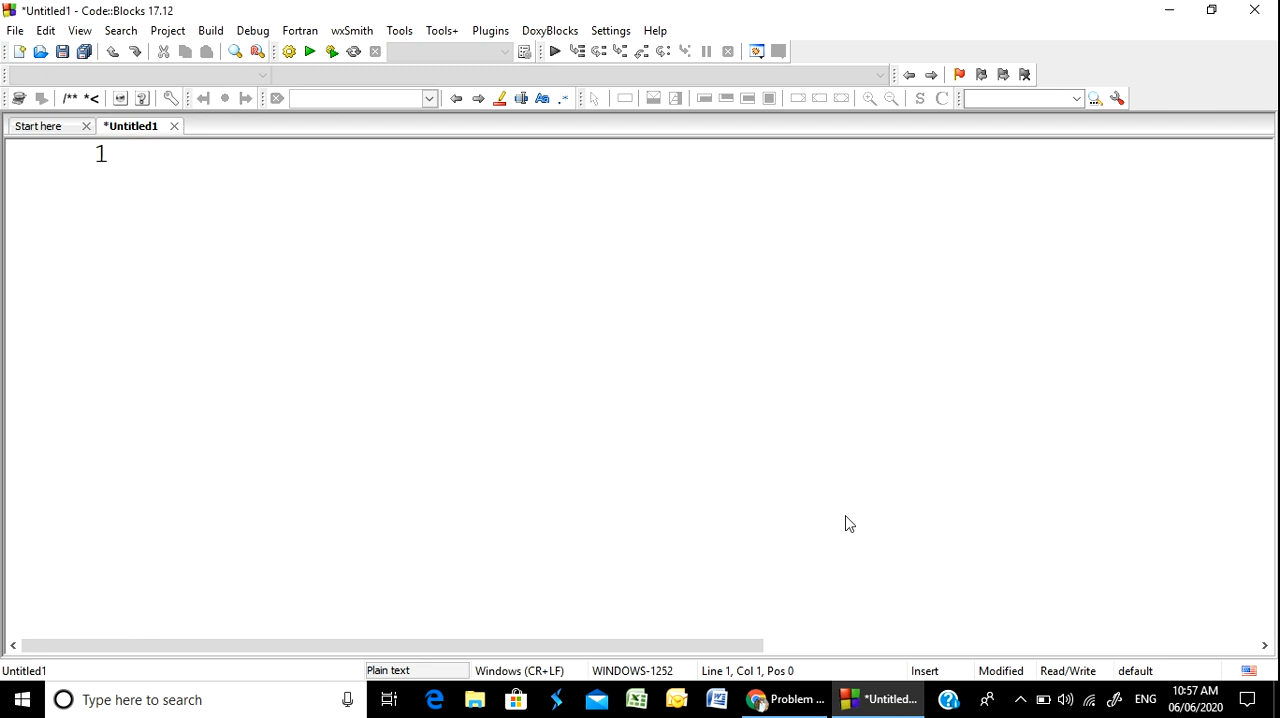 *Untitled1 - Code::Blocks 17.12
File Edit View Search Project Build Debug Fortran wxSmith Tools Tools+ Plugins DoxyBlocks Settings Help
/** *<
S C
Start here *Untitled1
1
Untitled1 Plain text Windows (CR+LF) WINDOWS-1252 Line 1, Col 1, Pos 0 Insert Modified Read/Write default
Type here to search Problem ... *Untitled... ENG 10:57 AM
06/06/2020